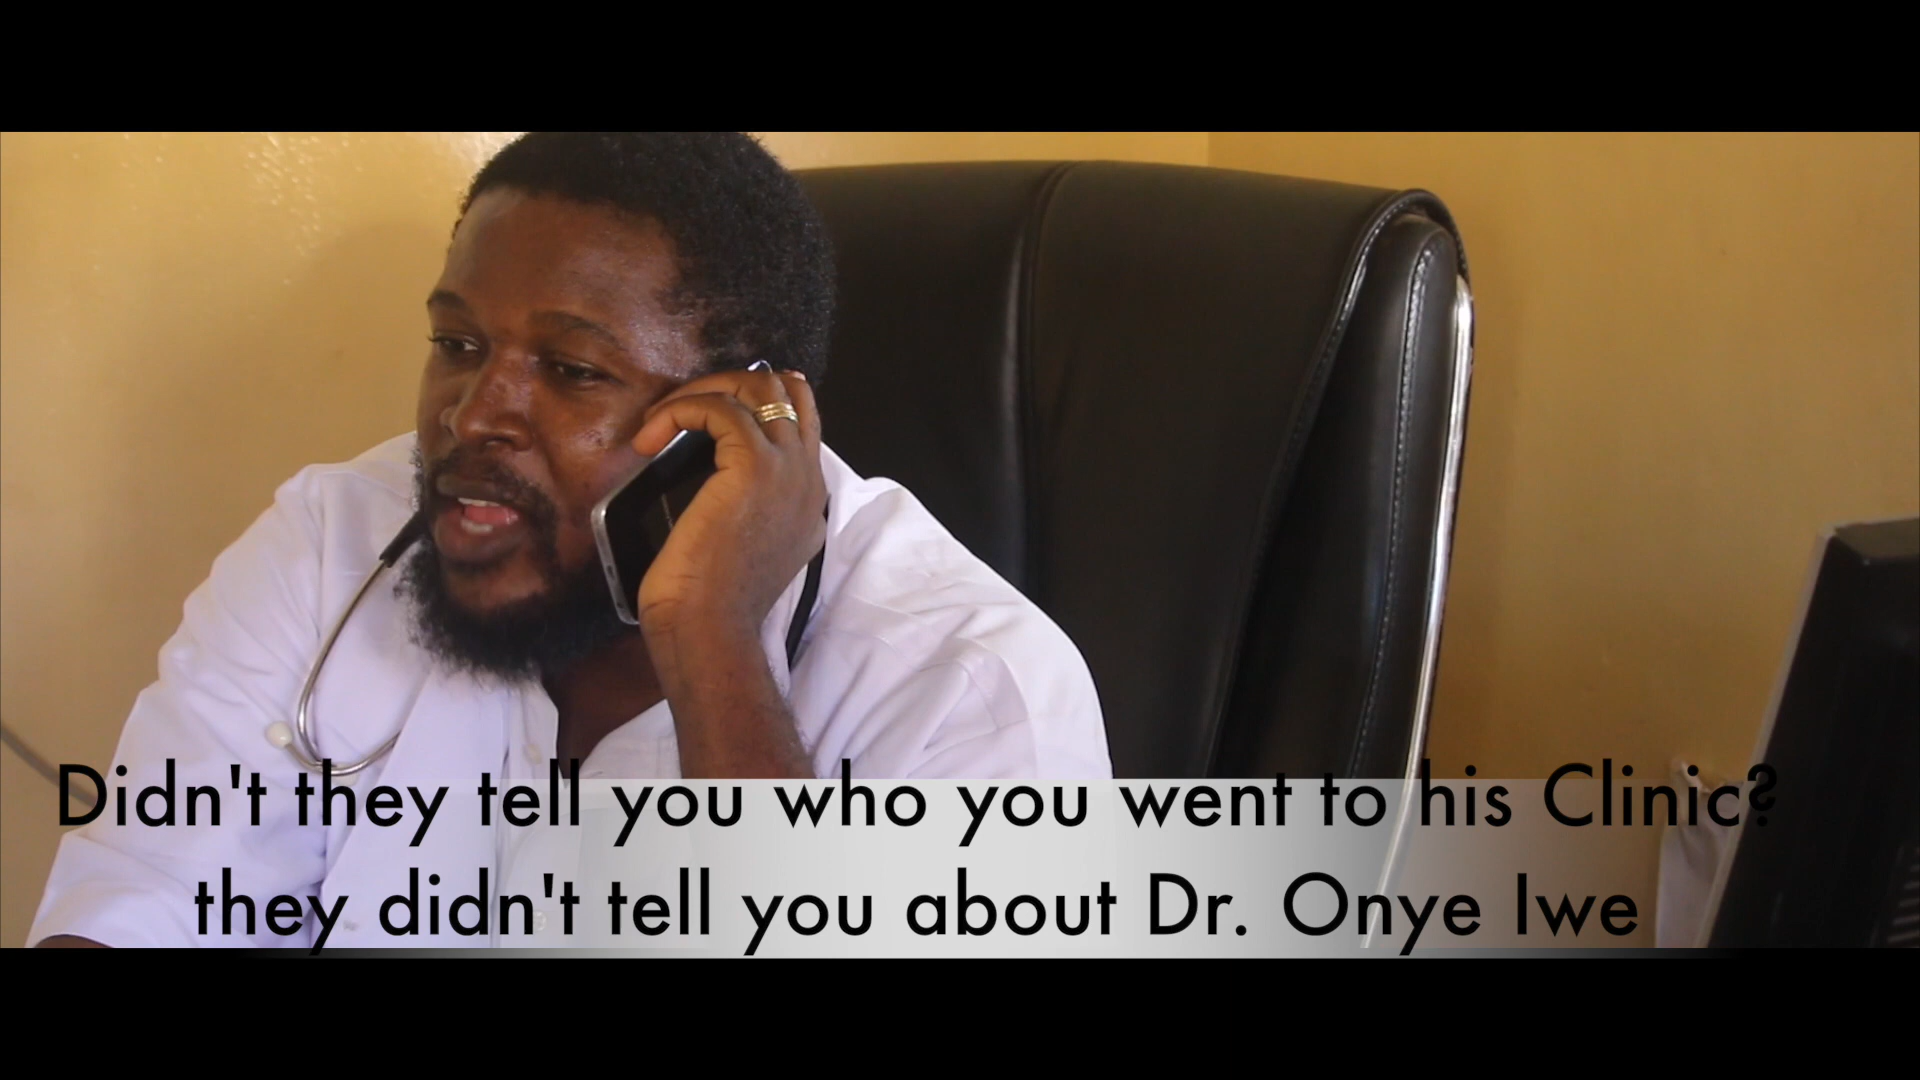 Didn't they tell you who you went to his Clinic?
they didn't tell you about Dr. Onye Iwe